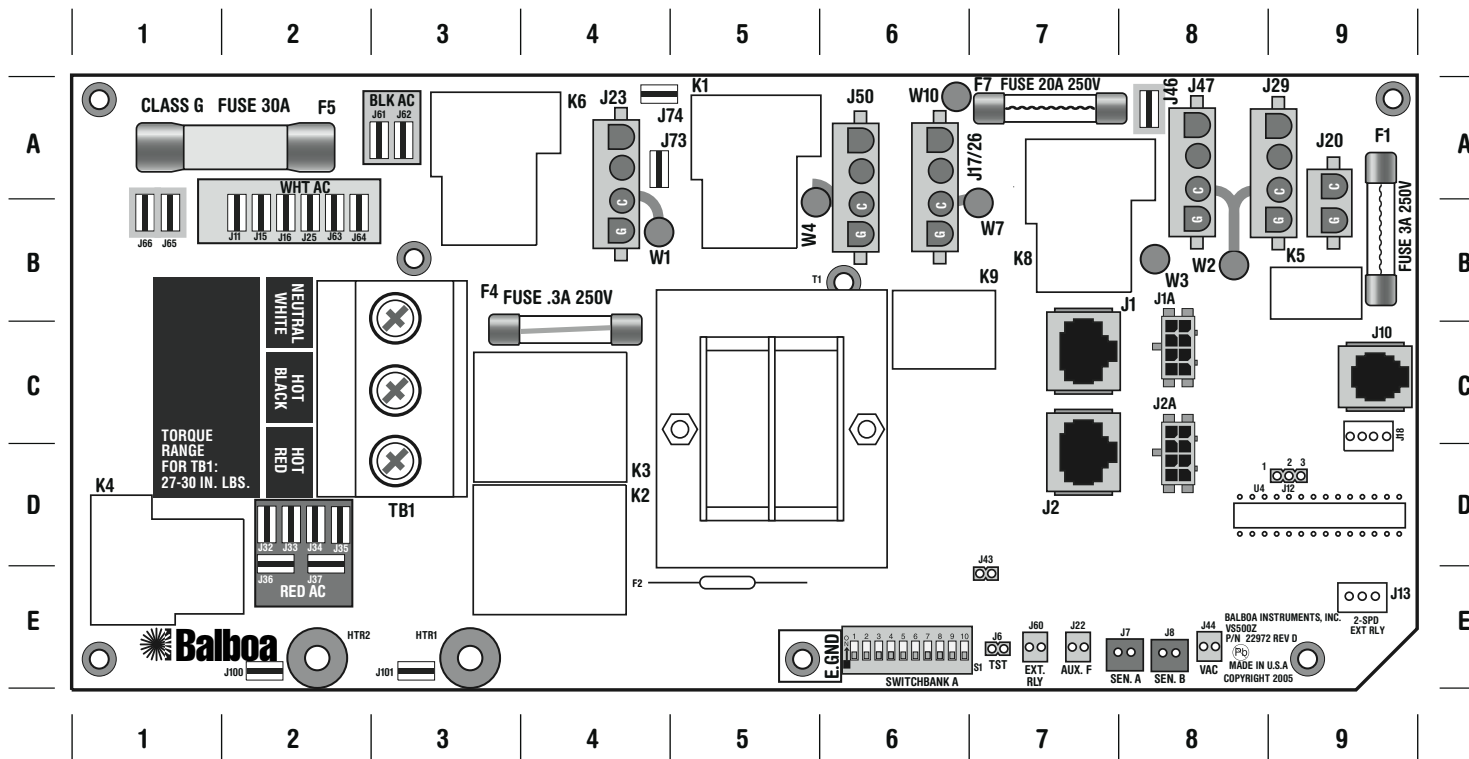 1 2 3 4 5 6 7 8 9
A
B
C
D
E
A
B
C
D
E
CLASS G FUSE 30A F5
BLK AC
J61 J62
K6
J23
J74
J73
K1
J50
W10
F7 FUSE 20A 250V
J17/26
J46
J47
J29
J20
F1
FUSE 3A 250V
WHT AC
J66 J65
J11 J15 J16 J25 J63 J64
C
G
C
G
C
G
C
G
C
G
C
G
W1
W4
W7
K8
W3
W2
K5
NEUTRAL
WHITE
HOT
BLACK
HOT
RED
F4 FUSE .3A 250V
T1
K9
J1
J1A
J10
J2A
J18
TORQUE
RANGE
FOR TB1:
27-30 IN. LBS.
K4
TB1
K3
K2
J2
1 2 3
U4 J12
J32 J33 J34 J35
J36 J37
RED AC
F2
J43
J13
2-SPD
EXT RLY
Balboa
HTR2
J100
HTR1
J101
E.GND
ON
1 2 3 4 5 6 7 8 9 10
S1
SWITCHBANK A
J6
TST
J60
EXT.
RLY
J22
AUX. F
J7
SEN. A
J8
SEN. B
J44
VAC
BALBOA INSTRUMENTS, INC.
VS500Z
P/N 22972 REV D
Pb
MADE IN U.S.A
COPYRIGHT 2005
1 2 3 4 5 6 7 8 9